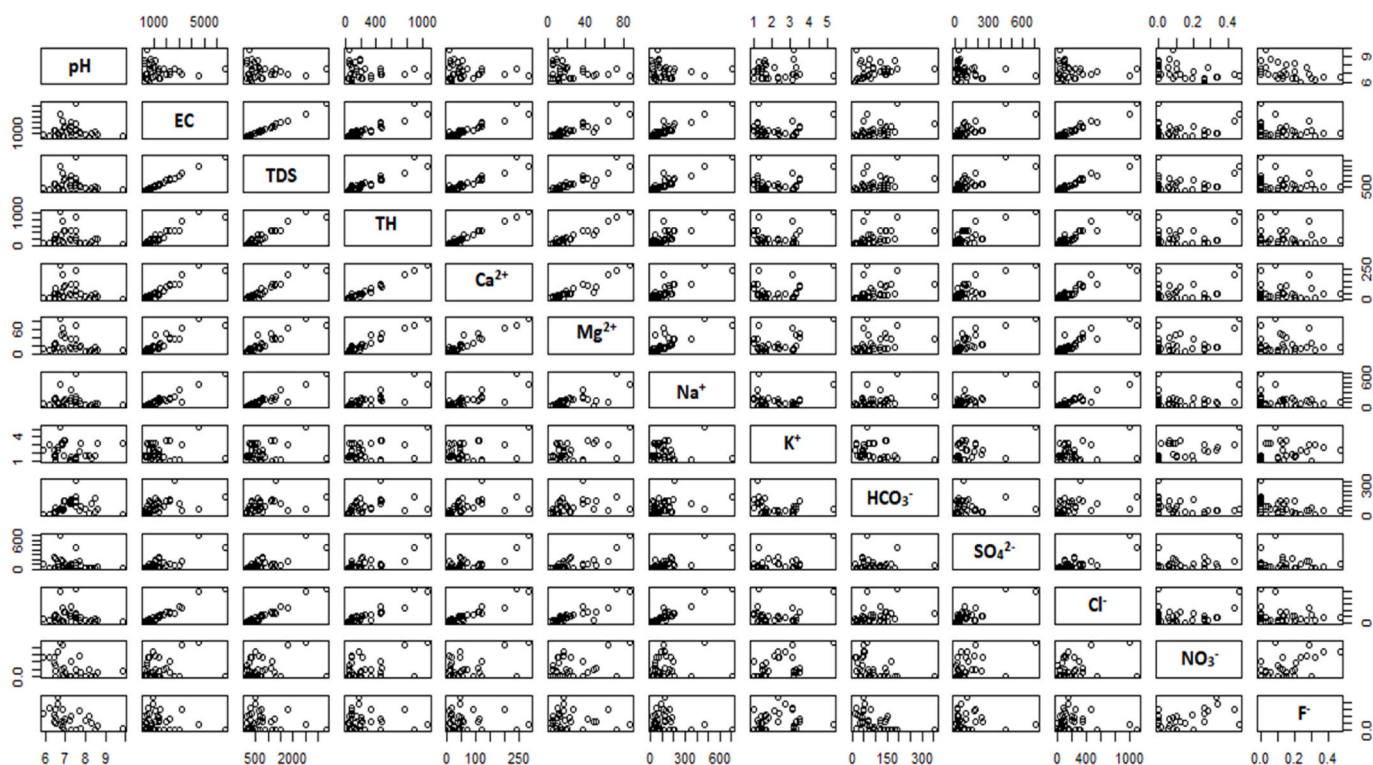 1000 5000 0 400 1000 0 40 80 1 2 3 4 5 0 300 600 0.0 0.2 0.4
pH 6 9
1000 EC
TDS 500
0 1000 TH
Ca²⁺ 0 250
0 60 Mg²⁺
Na⁺ 0 600
1 4 K⁺
HCO₃⁻ 0 300
0 600 SO₄²⁻
Cl⁻ 0
0.0 NO₃⁻
F⁻ 0.0
6 7 8 9 500 2000 0 100 250 0 300 600 0 150 300 0 400 1000 0.0 0.2 0.4